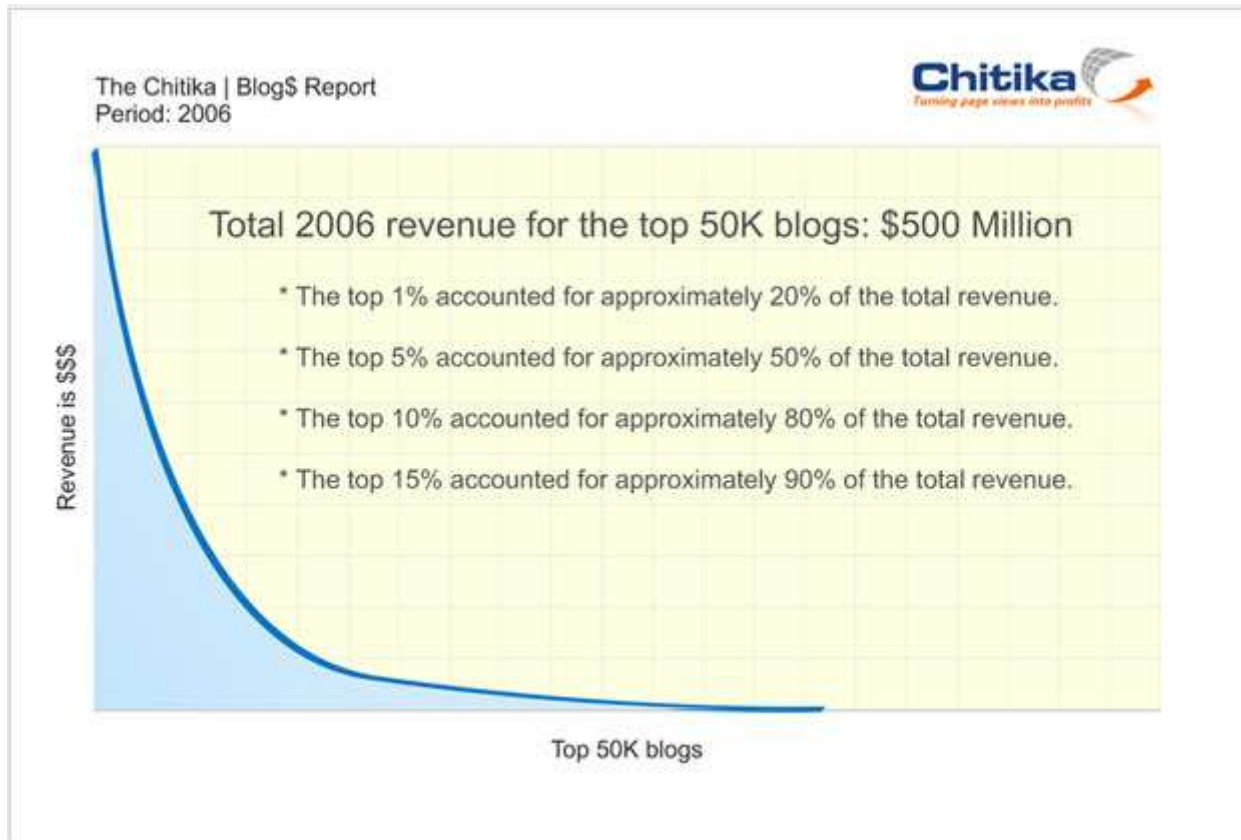 The Chitika | Blog$ Report
Period: 2006
Chitika
Turning page views into profits
Total 2006 revenue for the top 50K blogs: $500 Million
* The top 1% accounted for approximately 20% of the total revenue.
* The top 5% accounted for approximately 50% of the total revenue.
* The top 10% accounted for approximately 80% of the total revenue.
* The top 15% accounted for approximately 90% of the total revenue.
Revenue is $$$
Top 50K blogs